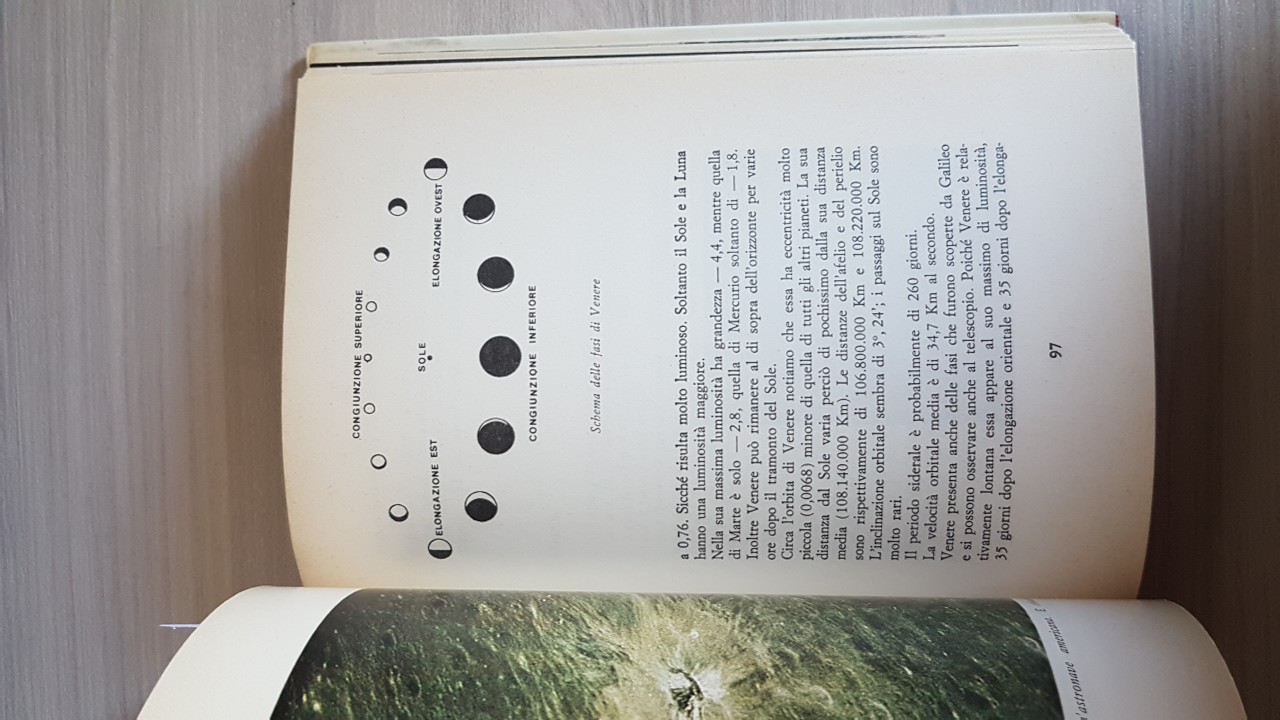 CONGIUNZIONE SUPERIORE
ELONGAZIONE EST
SOLE
ELONGAZIONE OVEST
CONGIUNZIONE INFERIORE
Schema delle fasi di Venere
a 0,76. Sicché risulta molto luminoso. Soltanto il Sole e la Luna
hanno una luminosità maggiore.
Nella sua massima luminosità ha grandezza — 4,4, mentre quella
di Marte è solo — 2,8, quella di Mercurio soltanto di — 1,8.
Inoltre Venere può rimanere al di sopra dell'orizzonte per varie
ore dopo il tramonto del Sole.
Circa l'orbita di Venere notiamo che essa ha eccentricità molto
piccola (0,0068) minore di quella di tutti gli altri pianeti. La sua
distanza dal Sole varia perciò di pochissimo dalla sua distanza
media (108.140.000 Km). Le distanze dell'afelio e del perielio
sono rispettivamente di 106.800.000 Km e 108.220.000 Km.
L'inclinazione orbitale sembra di 3°, 24'; i passaggi sul Sole sono
molto rari.
Il periodo siderale è probabilmente di 260 giorni.
La velocità orbitale media è di 34,7 Km al secondo.
Venere presenta anche delle fasi che furono scoperte da Galileo
e si possono osservare anche al telescopio. Poiché Venere è rela-
tivamente lontana essa appare al suo massimo di luminosità,
35 giorni dopo l'elongazione orientale e 35 giorni dopo l'elonga-
97
n'astronave americani. E